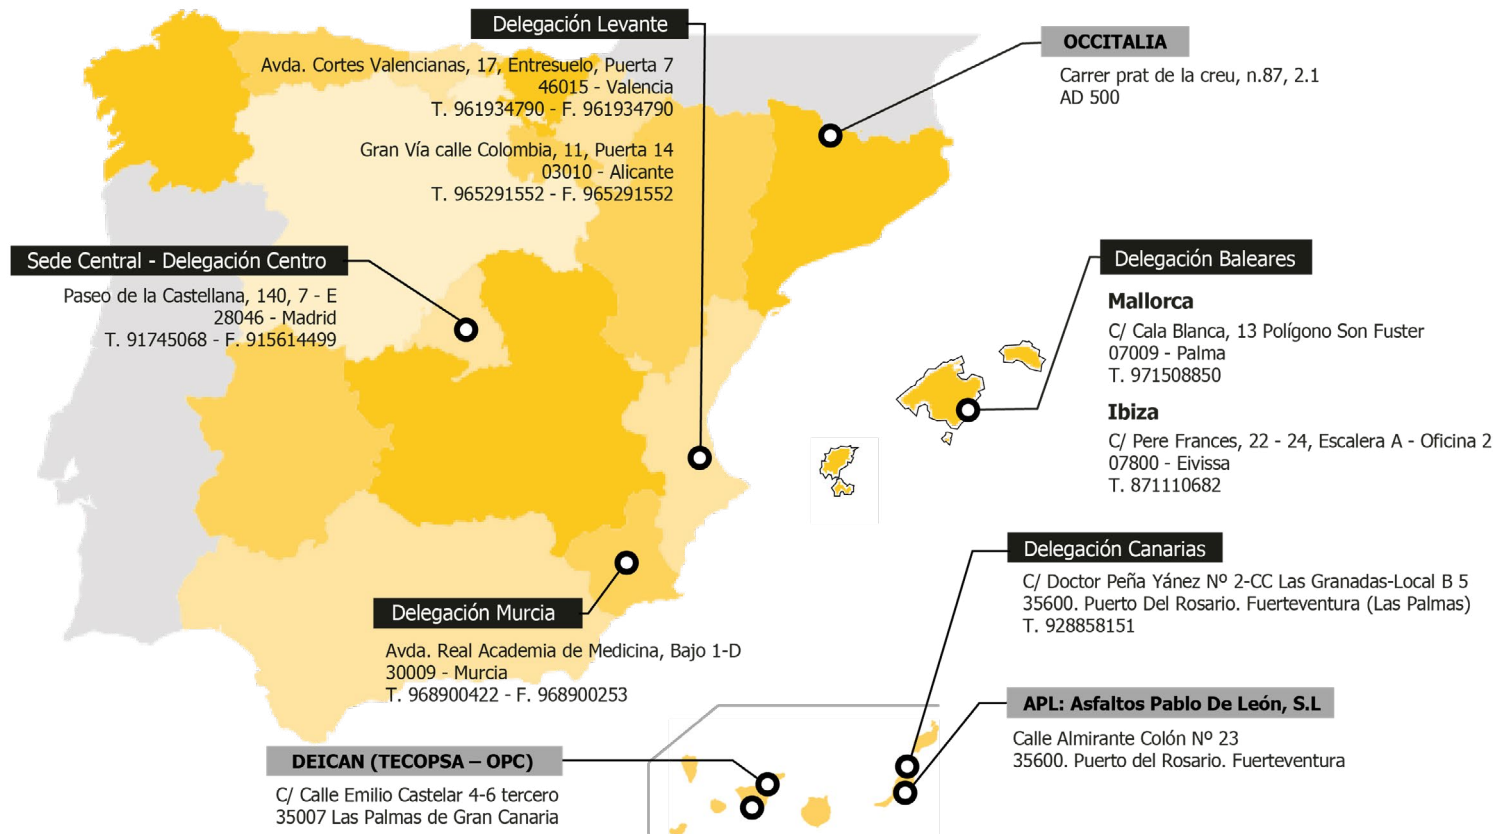 Delegación Levante
Avda. Cortes Valencianas, 17, Entresuelo, Puerta 7
46015 - Valencia
T. 961934790 - F. 961934790
Gran Vía calle Colombia, 11, Puerta 14
03010 - Alicante
T. 965291552 - F. 965291552
OCCITALIA
Carrer prat de la creu, n.87, 2.1
AD 500
Sede Central - Delegación Centro
Paseo de la Castellana, 140, 7 - E
28046 - Madrid
T. 91745068 - F. 915614499
Delegación Baleares
Mallorca
C/ Cala Blanca, 13 Polígono Son Fuster
07009 - Palma
T. 971508850
Ibiza
C/ Pere Frances, 22 - 24, Escalera A - Oficina 2
07800 - Eivissa
T. 871110682
Delegación Canarias
C/ Doctor Peña Yánez Nº 2-CC Las Granadas-Local B 5
35600. Puerto Del Rosario. Fuerteventura (Las Palmas)
T. 928858151
Delegación Murcia
Avda. Real Academia de Medicina, Bajo 1-D
30009 - Murcia
T. 968900422 - F. 968900253
APL: Asfaltos Pablo De León, S.L
Calle Almirante Colón Nº 23
35600. Puerto del Rosario. Fuerteventura
DEICAN (TECOPSA – OPC)
C/ Calle Emilio Castelar 4-6 tercero
35007 Las Palmas de Gran Canaria